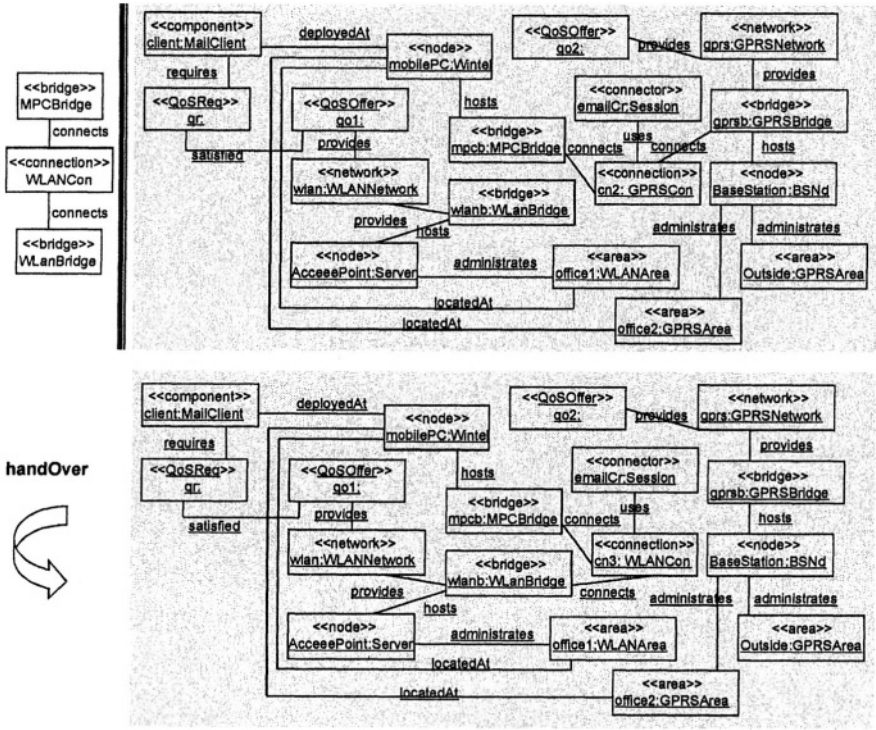 <<bridge>>
MPCBridge
connects
<<connection>>
WLANCon
connects
<<bridge>>
WLanBridge
<<component>>
client:MailClient
deployedAt
<<node>>
mobilePC:Wintel
<<QoSOffer>>
qo2:
provides
<<network>>
gprs:GPRSNetwork
requires
provides
<<QoSReq>>
qr:
<<QoSOffer>>
qo1:
hosts
<<connector>>
emailCr:Session
<<bridge>>
gprsb:GPRSBridge
satisfied
provides
<<bridge>>
mpcb:MPCBridge
connects
uses
connects
hosts
<<network>>
wlan:WLANNetwork
<<connection>>
cn2: GPRSCon
<<node>>
BaseStation:BSNd
<<bridge>>
wlanb:WLanBridge
provides
hosts
administrates
administrates
<<node>>
AcceeePoint:Server
administrates
<<area>>
office1:WLANArea
<<area>>
Outside:GPRSArea
locatedAt
locatedAt
<<area>>
office2:GPRSArea
handOver
<<component>>
client:MailClient
deployedAt
<<node>>
mobilePC:Wintel
<<QoSOffer>>
qo2:
provides
<<network>>
gprs:GPRSNetwork
requires
provides
<<QoSReq>>
qr:
<<QoSOffer>>
qo1:
hosts
<<connector>>
emailCr:Session
<<bridge>>
gprsb:GPRSBridge
satisfied
provides
<<bridge>>
mpcb:MPCBridge
connects
uses
hosts
<<network>>
wlan:WLANNetwork
<<connection>>
cn3: WLANCon
<<node>>
BaseStation:BSNd
<<bridge>>
wlanb:WLanBridge
provides
hosts
connects
administrates
administrates
<<node>>
AcceeePoint:Server
administrates
<<area>>
office1:WLANArea
<<area>>
Outside:GPRSArea
locatedAt
locatedAt
<<area>>
office2:GPRSArea